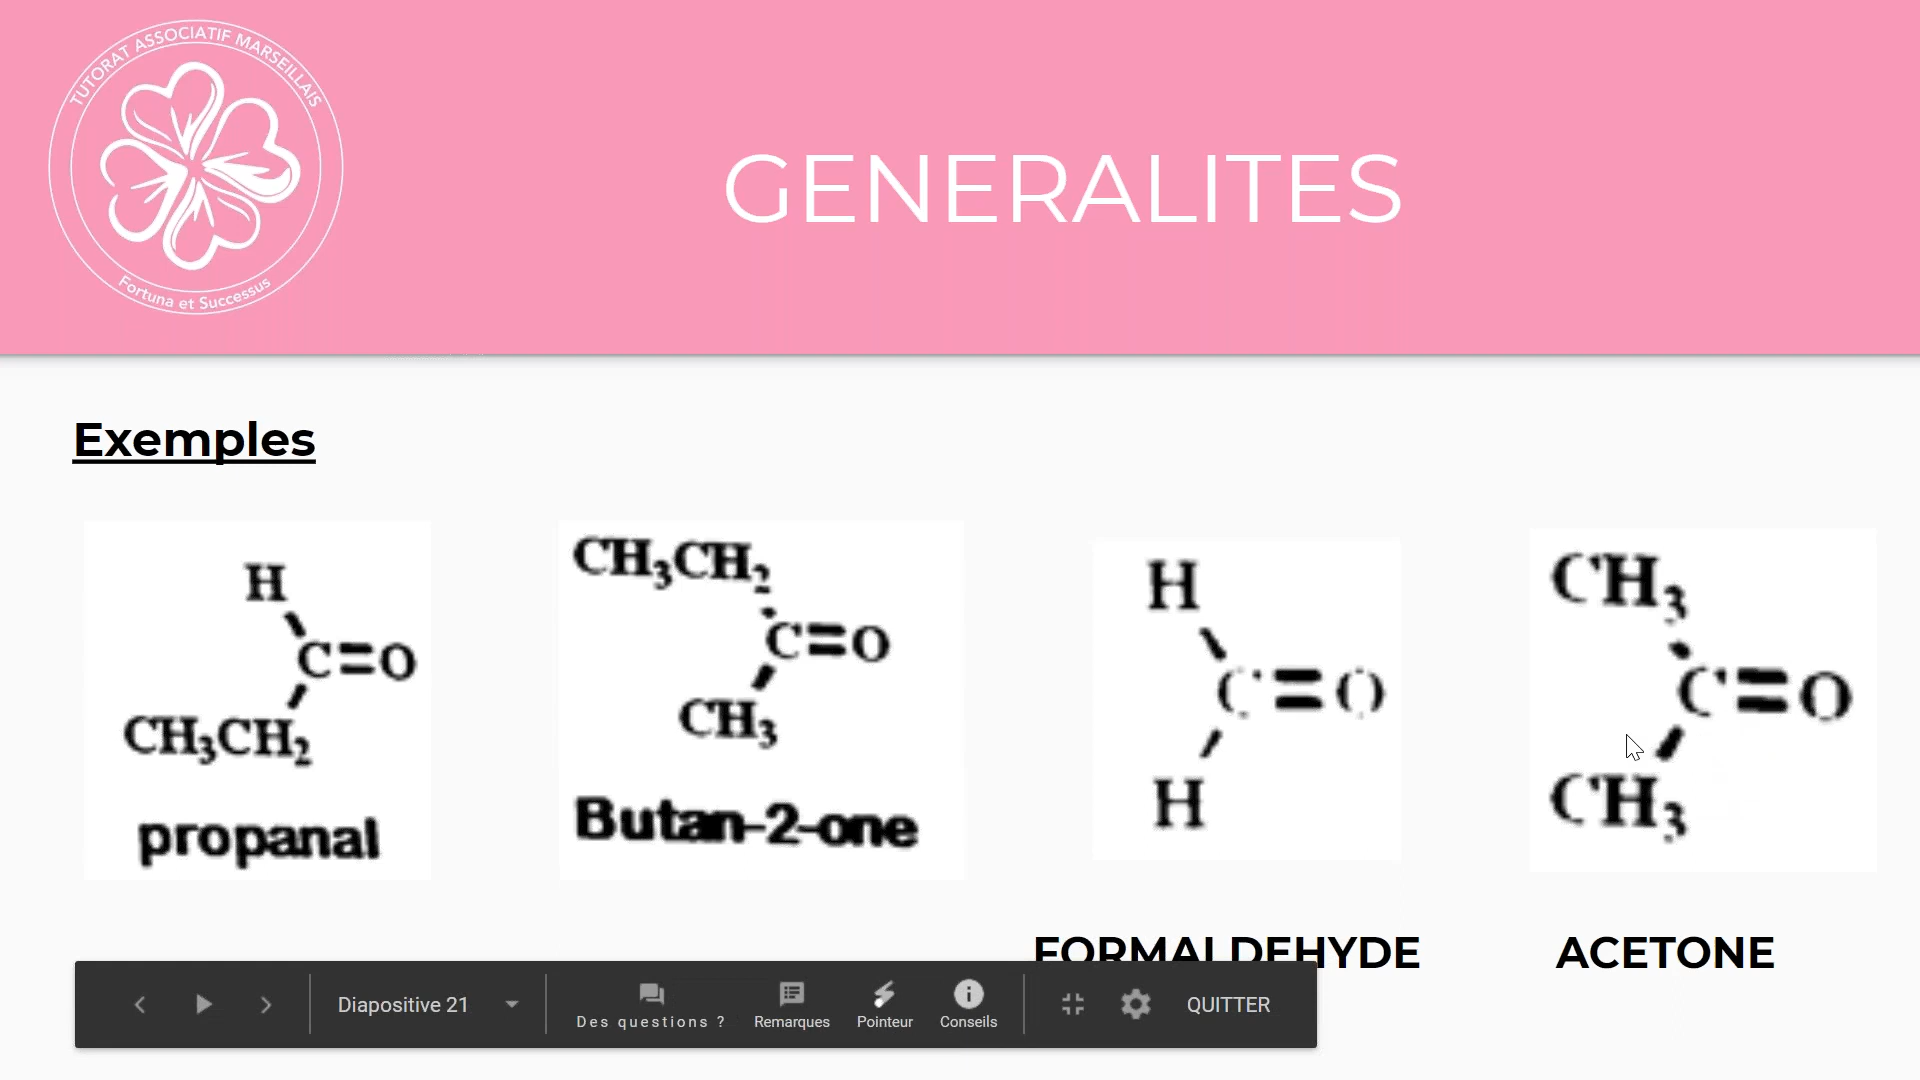 TUTORAT ASSOCIATIF MARSEILLAIS
Fortuna et Successus
GENERALITES
Exemples
H
C=O
CH₃CH₂
propanal
CH₃CH₂
C=O
CH₃
Butan-2-one
H
C=O
H
FORMALDEHYDE
CH₃
C=O
CH₃
ACETONE
Diapositive 21
Des questions ?
Remarques
Pointeur
Conseils
QUITTER